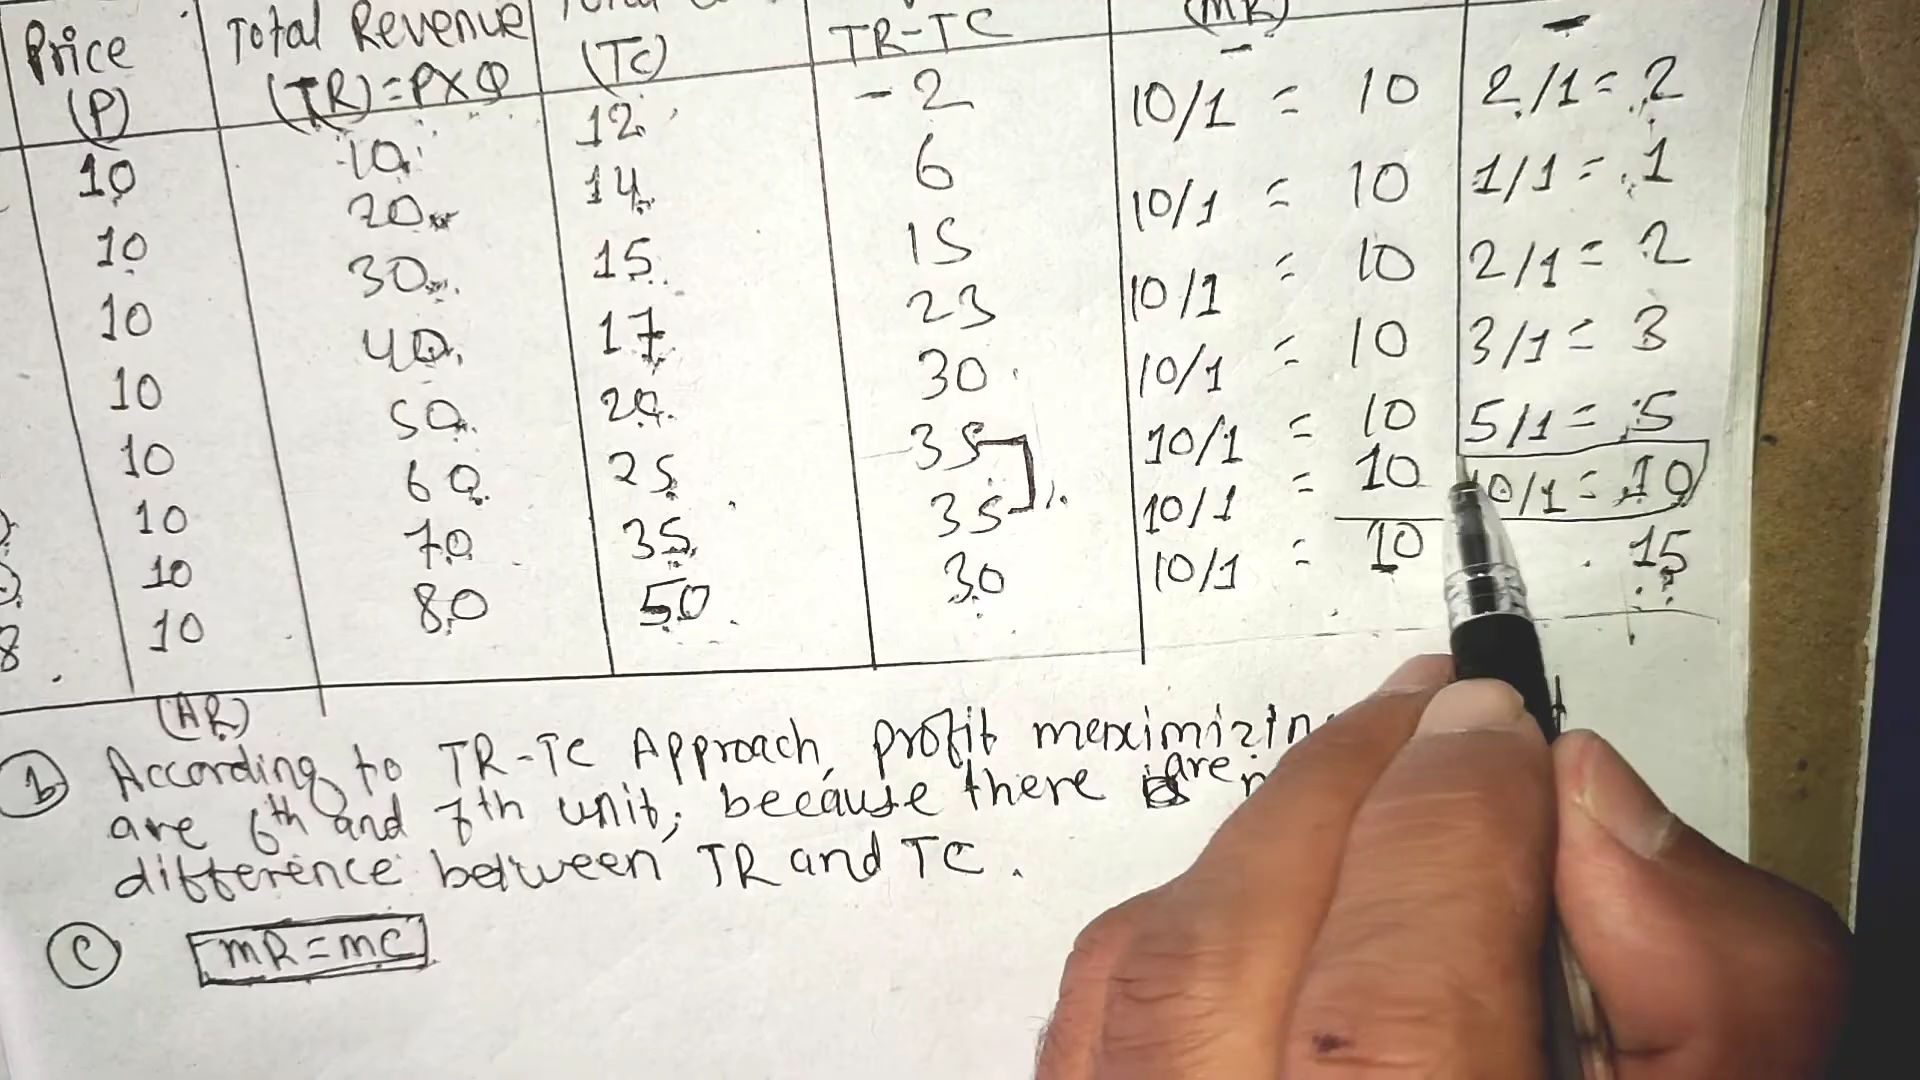 Price | Total Revenue | TR-TC | (MR)
(P) | (TR)=PXQ | (TC) | - | -
10 | 10 | 12 | -2 | 10/1 = 10 | 2/1 = 2
10 | 20 | 14 | 6 | 10/1 = 10 | 1/1 = 1
10 | 30 | 15 | 15 | 10/1 = 10 | 2/1 = 2
10 | 40 | 17 | 23 | 10/1 = 10 | 3/1 = 3
10 | 50 | 20 | 30 | 10/1 = 10 | 5/1 = 5
10 | 60 | 25 | 35 | 10/1 = 10 | 10/1 = 10
10 | 70 | 35 | 35 | 10/1 = 10 | 15
10 | 80 | 50 | 30
8
(AR)
b According to TR-TC Approach, profit meximizin
are 6th and 7th unit, because there are
difference between TR and TC.
C MR = MC